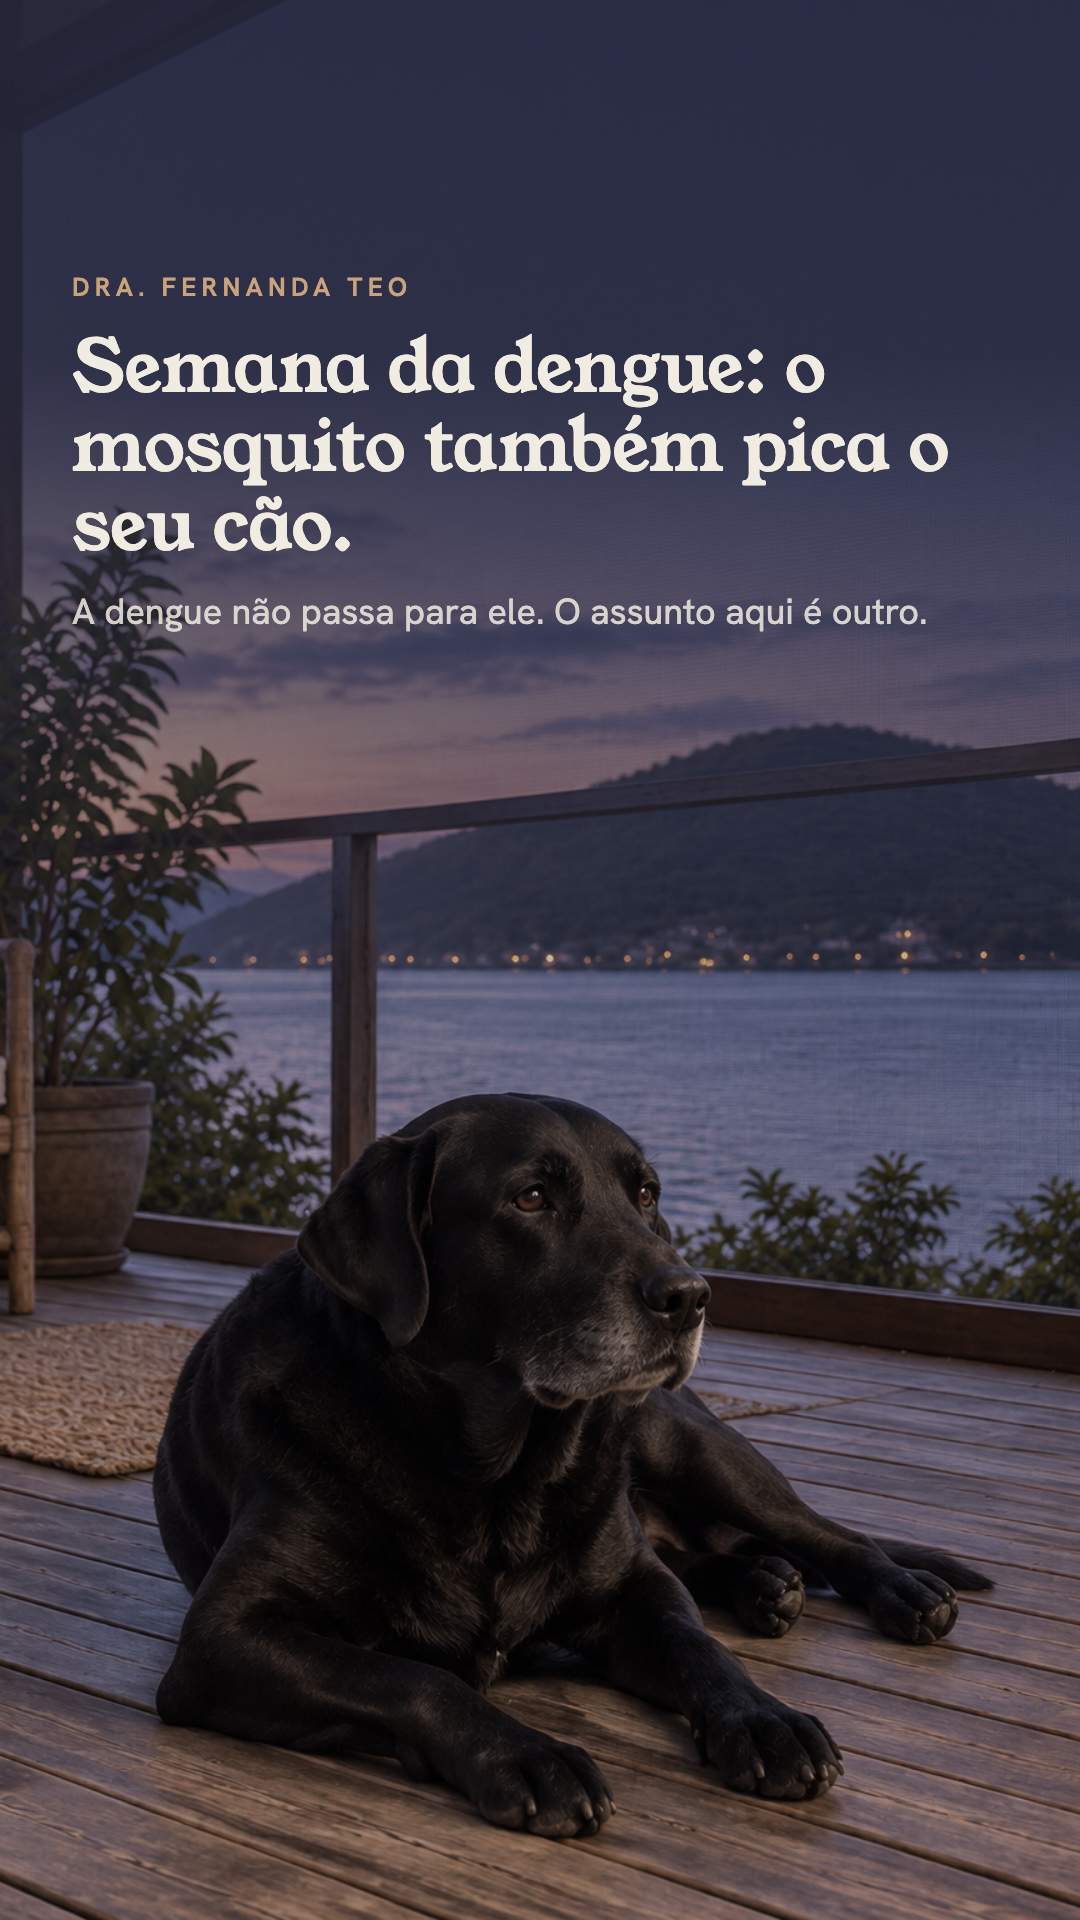 DRA. FERNANDA TEO
Semana da dengue: o
mosquito também pica o
seu cão.
A dengue não passa para ele. O assunto aqui é outro.